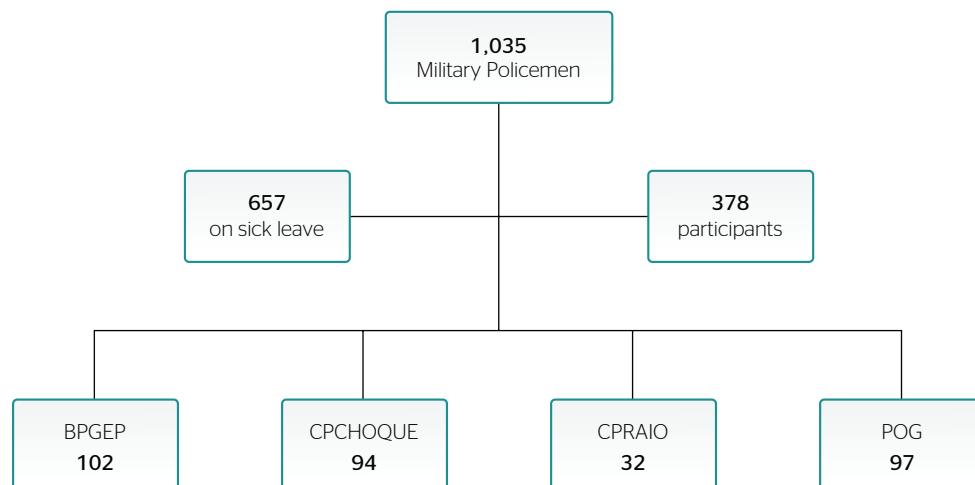 1,035
Military Policemen
657
on sick leave
378
participants
BPGEP
102
CPCHOQUE
94
CPRAIO
32
POG
97